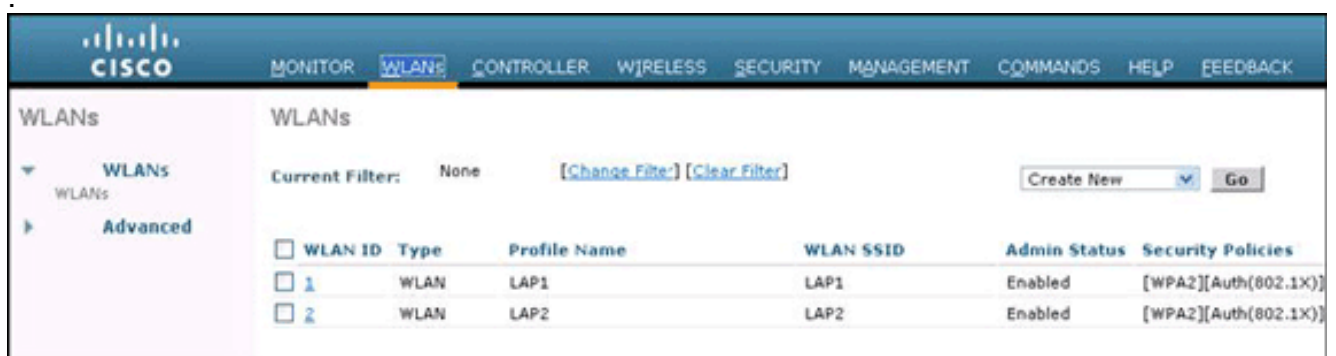 .
CISCO
MONITOR WLANs CONTROLLER WIRELESS SECURITY MANAGEMENT COMMANDS HELP FEEDBACK
WLANs
WLANs
WLANs
Advanced
WLANs
Current Filter: None [Change Filter] [Clear Filter]
Create New Go
WLAN ID Type Profile Name WLAN SSID Admin Status Security Policies
1 WLAN LAP1 LAP1 Enabled [WPA2][Auth(802.1X)]
2 WLAN LAP2 LAP2 Enabled [WPA2][Auth(802.1X)]